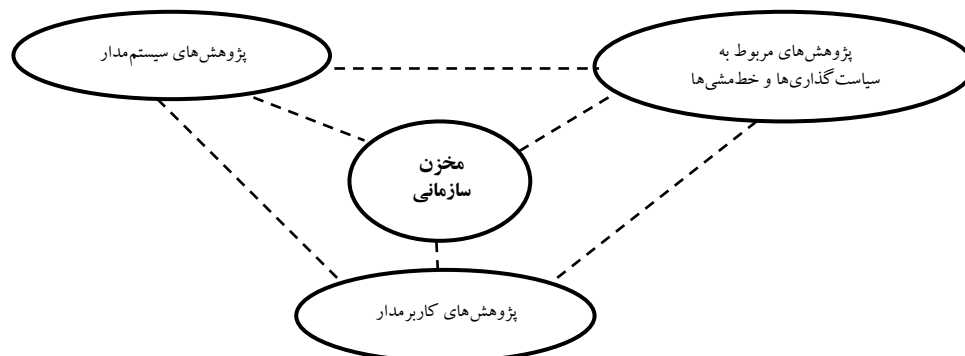 پژوهش‌های مربوط به
سیاست‌گذاری‌ها و خط‌مشی‌ها
پژوهش‌های سیستم‌مدار
مخزن
سازمانی
پژوهش‌های کاربرمدار